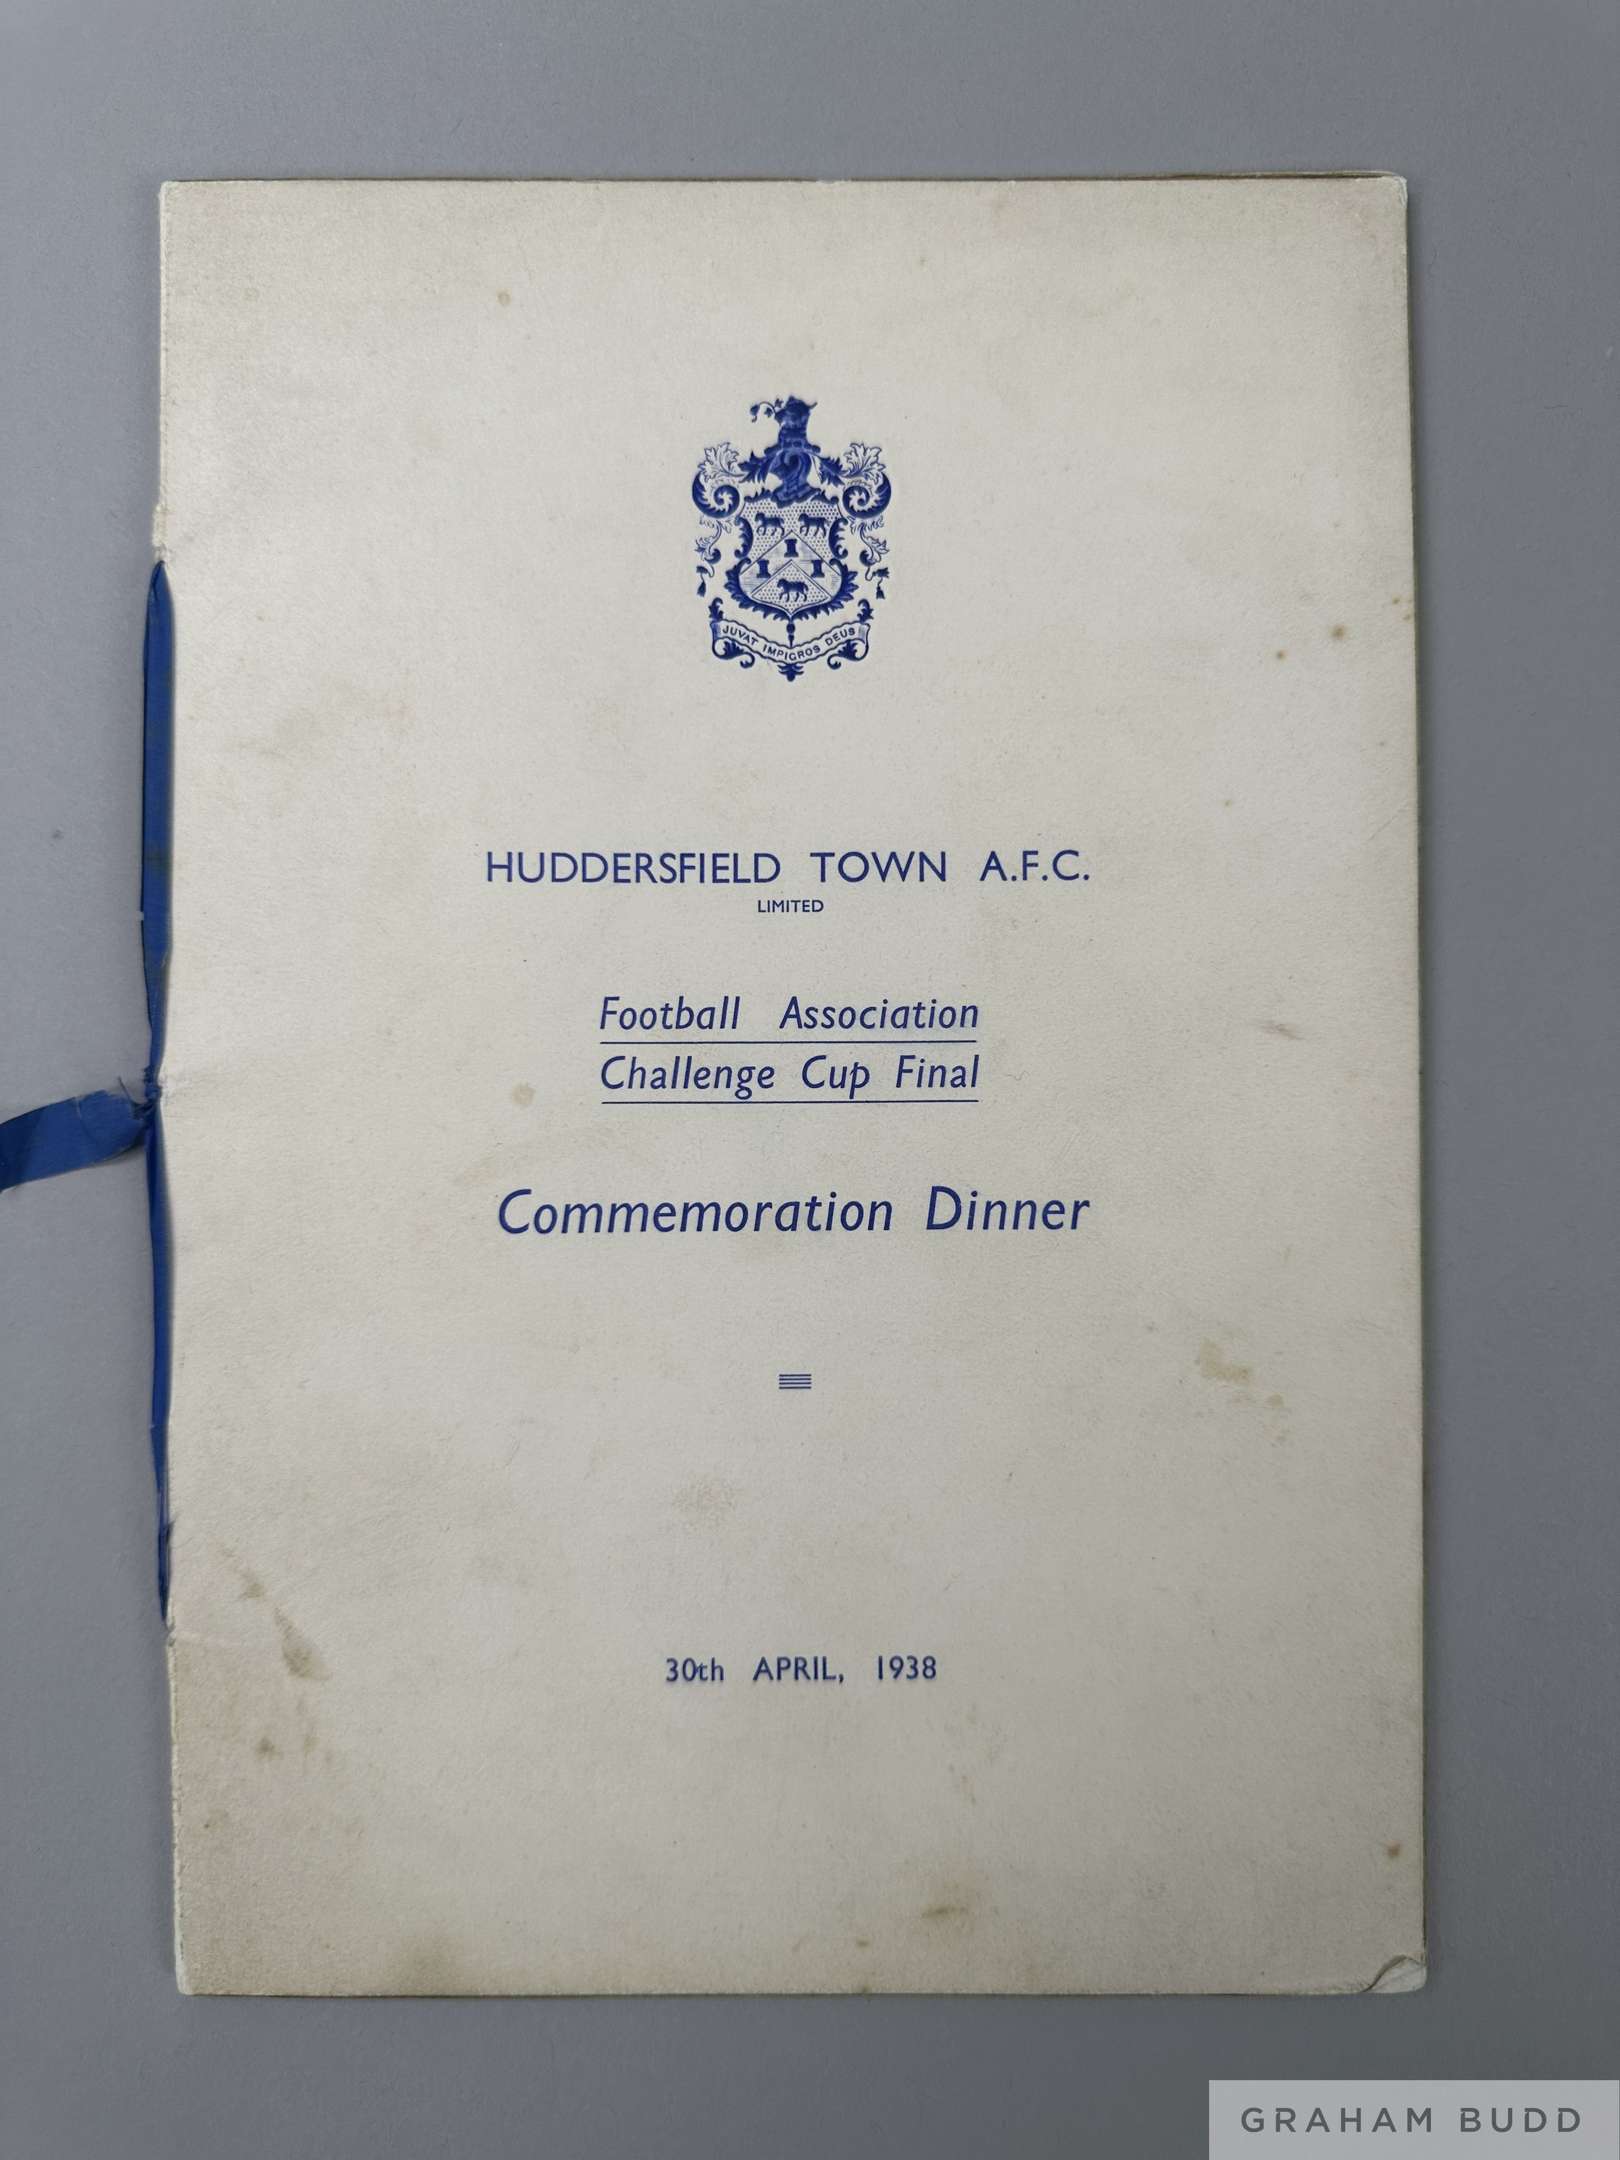 JUVAT IMPIGROS DEUS
HUDDERSFIELD TOWN A.F.C.
LIMITED
Football Association
Challenge Cup Final
Commemoration Dinner
30th APRIL, 1938
GRAHAM BUDD